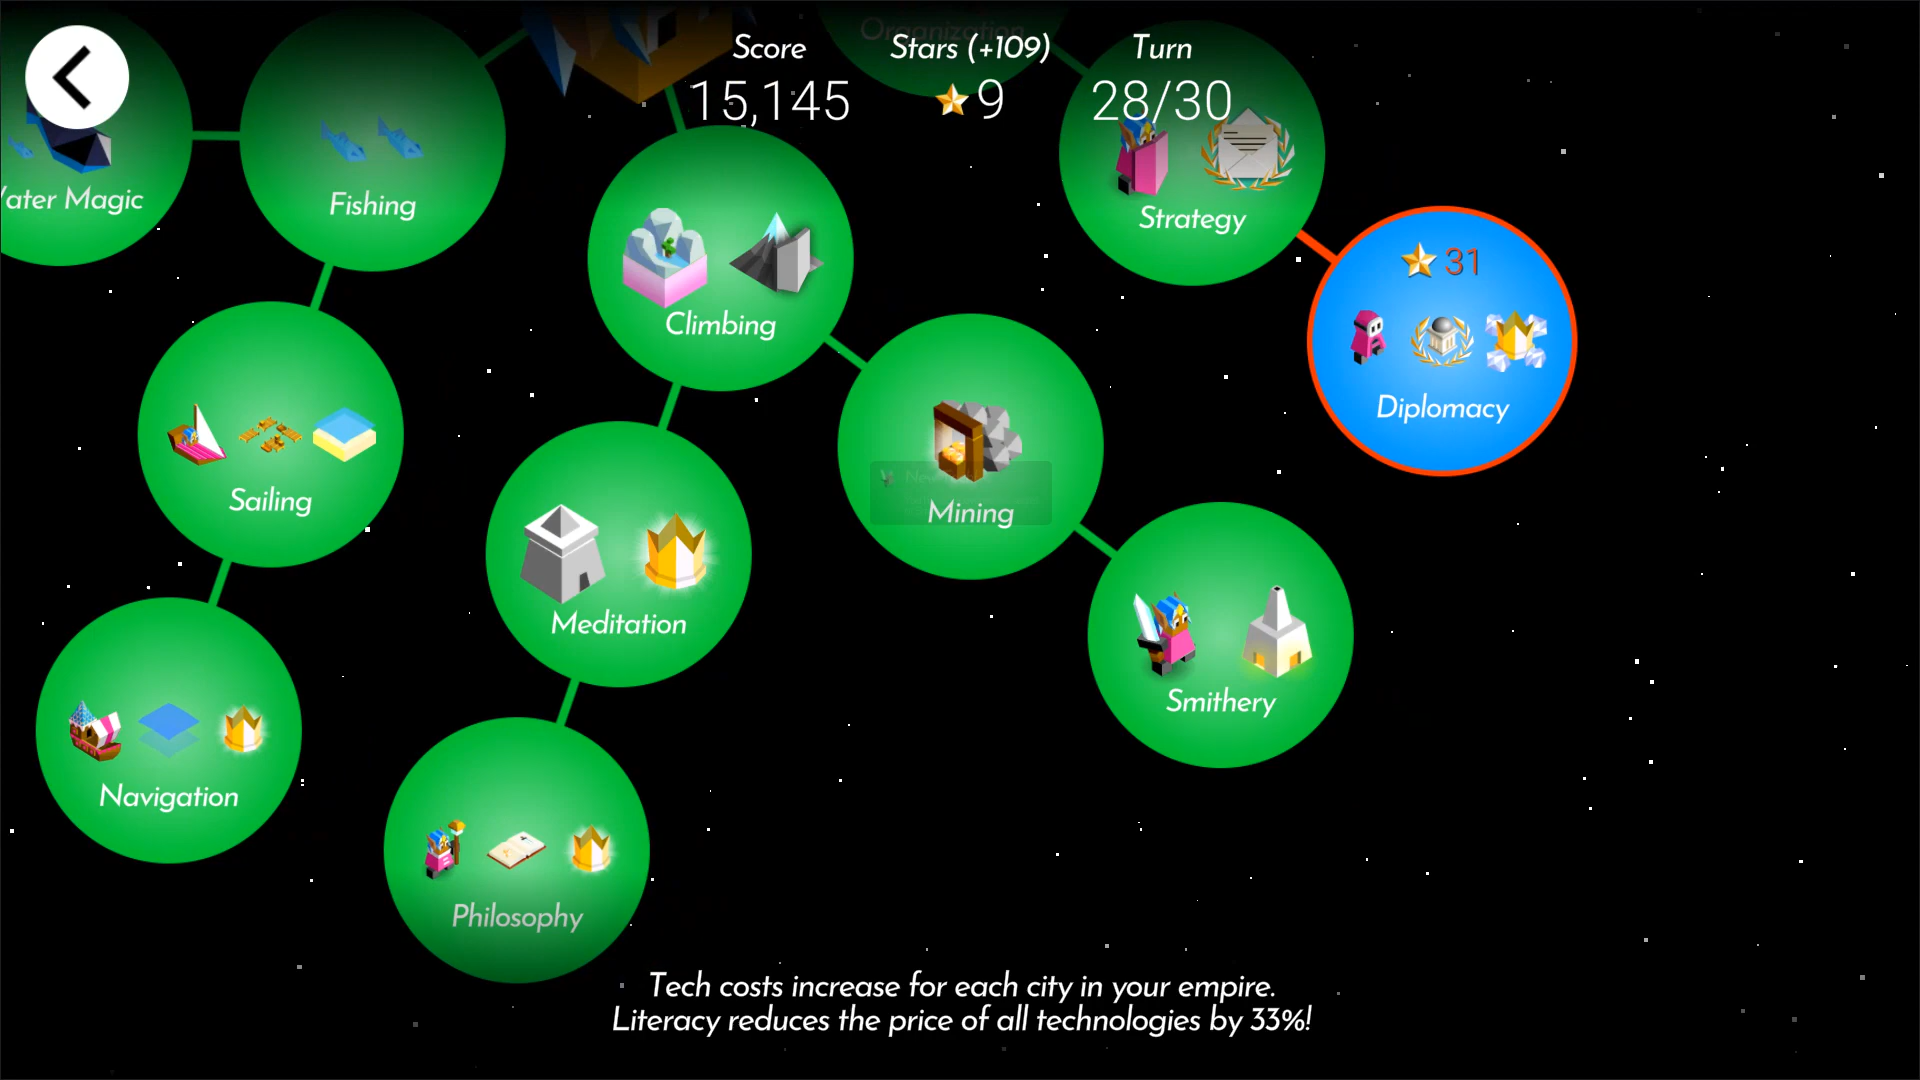 Organization
Score
Stars (+109)
Turn
15,145
9
28/30
Water Magic
Fishing
Strategy
31
Climbing
Diplomacy
Sailing
Mining
Meditation
Smithery
Navigation
Philosophy
Tech costs increase for each city in your empire.
Literacy reduces the price of all technologies by 33%!